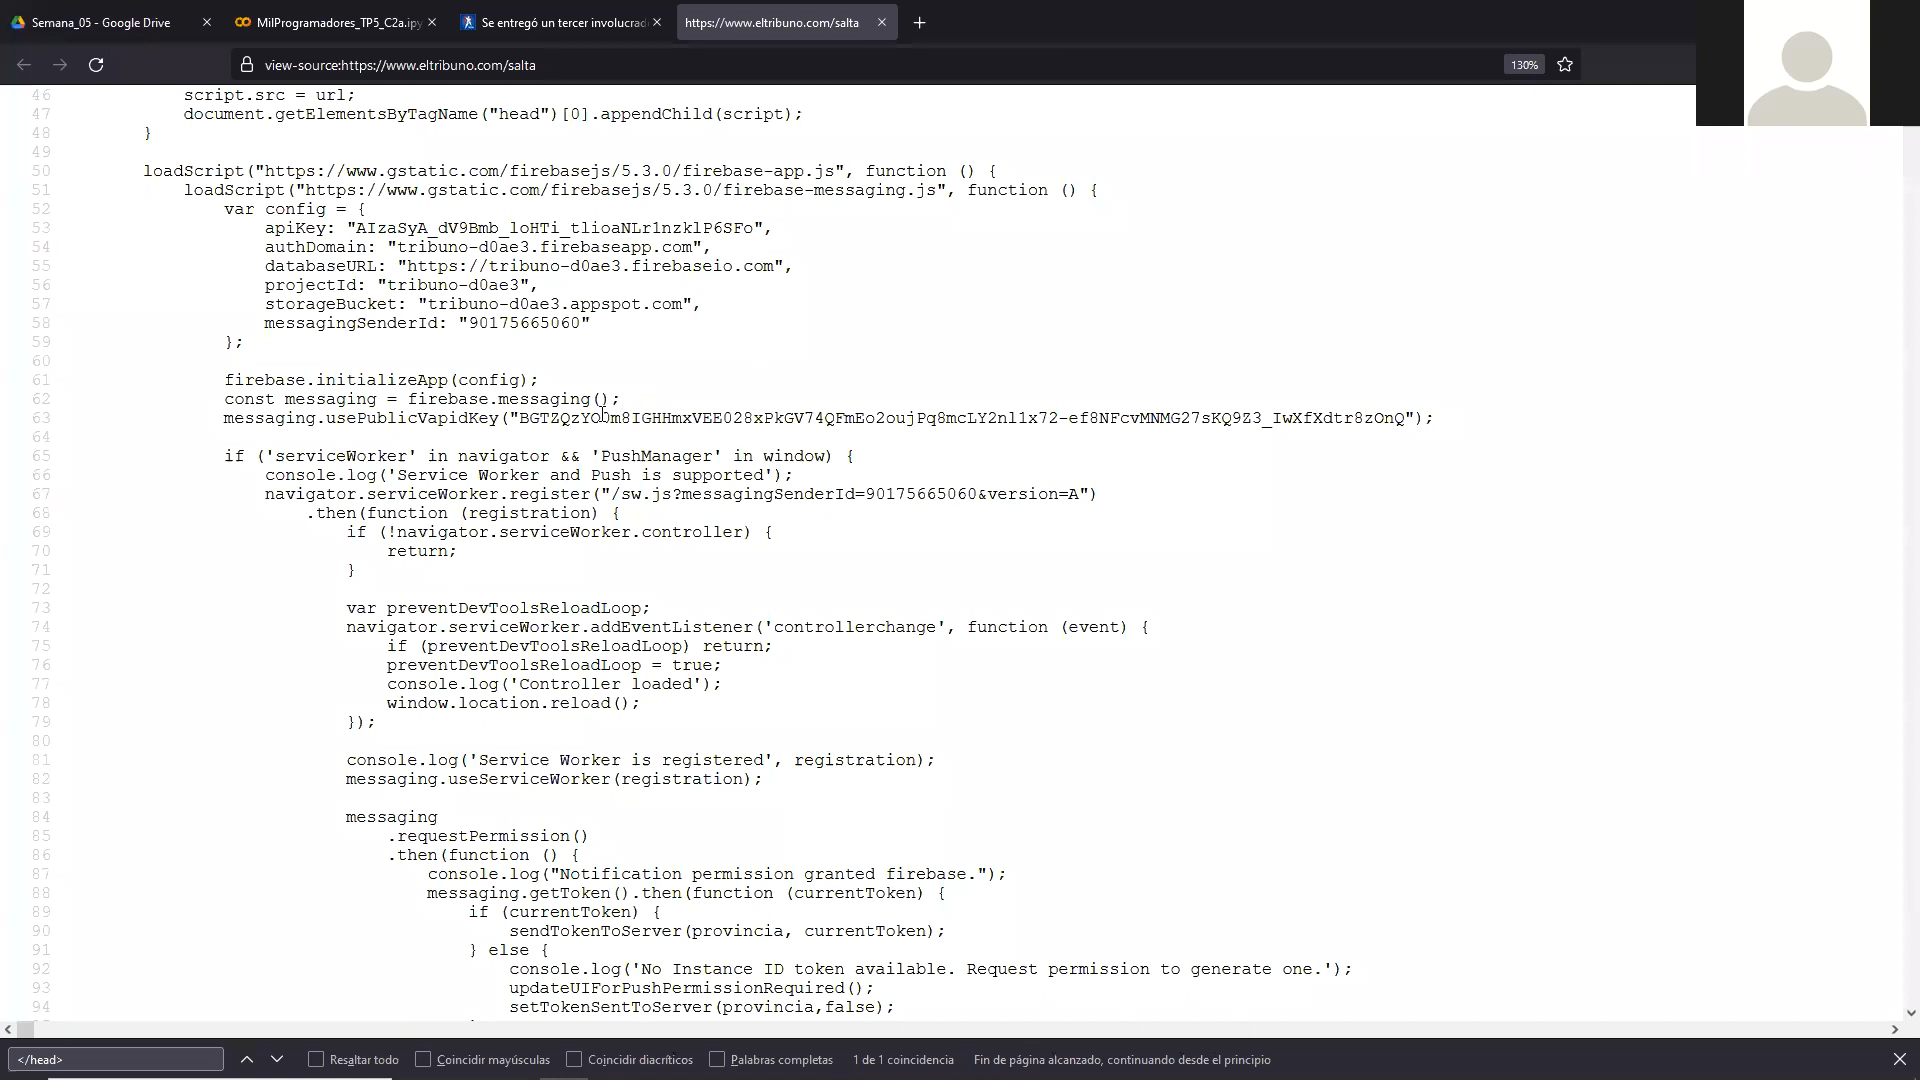 Semana_05 - Google Drive
MilProgramadores_TP5_C2a.ipy
Se entregó un tercer involucrad
https://www.eltribuno.com/salta
view-source:https://www.eltribuno.com/salta
130%
46 script.src = url;
47 document.getElementsByTagName("head")[0].appendChild(script);
48 }
49
50 loadScript("https://www.gstatic.com/firebasejs/5.3.0/firebase-app.js", function () {
51 loadScript("https://www.gstatic.com/firebasejs/5.3.0/firebase-messaging.js", function () {
52 var config = {
53 apiKey: "AIzaSyA_dV9Bmb_loHTi_tlioaNLr1nzklP6SFo",
54 authDomain: "tribuno-d0ae3.firebaseapp.com",
55 databaseURL: "https://tribuno-d0ae3.firebaseio.com",
56 projectId: "tribuno-d0ae3",
57 storageBucket: "tribuno-d0ae3.appspot.com",
58 messagingSenderId: "90175665060"
59 };
60
61 firebase.initializeApp(config);
62 const messaging = firebase.messaging();
63 messaging.usePublicVapidKey("BGTZQzYO0m8IGHHmxVEE028xPkGV74QFmEo2oujPq8mcLY2nl1x72-ef8NFcvMNMG27sKQ9Z3_IwXfXdtr8zOnQ");
64
65 if ('serviceWorker' in navigator && 'PushManager' in window) {
66 console.log('Service Worker and Push is supported');
67 navigator.serviceWorker.register("/sw.js?messagingSenderId=90175665060&version=A")
68 .then(function (registration) {
69 if (!navigator.serviceWorker.controller) {
70 return;
71 }
72
73 var preventDevToolsReloadLoop;
74 navigator.serviceWorker.addEventListener('controllerchange', function (event) {
75 if (preventDevToolsReloadLoop) return;
76 preventDevToolsReloadLoop = true;
77 console.log('Controller loaded');
78 window.location.reload();
79 });
80
81 console.log('Service Worker is registered', registration);
82 messaging.useServiceWorker(registration);
83
84 messaging
85 .requestPermission()
86 .then(function () {
87 console.log("Notification permission granted firebase.");
88 messaging.getToken().then(function (currentToken) {
89 if (currentToken) {
90 sendTokenToServer(provincia, currentToken);
91 } else {
92 console.log('No Instance ID token available. Request permission to generate one.');
93 updateUIForPushPermissionRequired();
94 setTokenSentToServer(provincia,false);
</head>
Resaltar todo
Coincidir mayúsculas
Coincidir diacríticos
Palabras completas
1 de 1 coincidencia
Fin de página alcanzado, continuando desde el principio